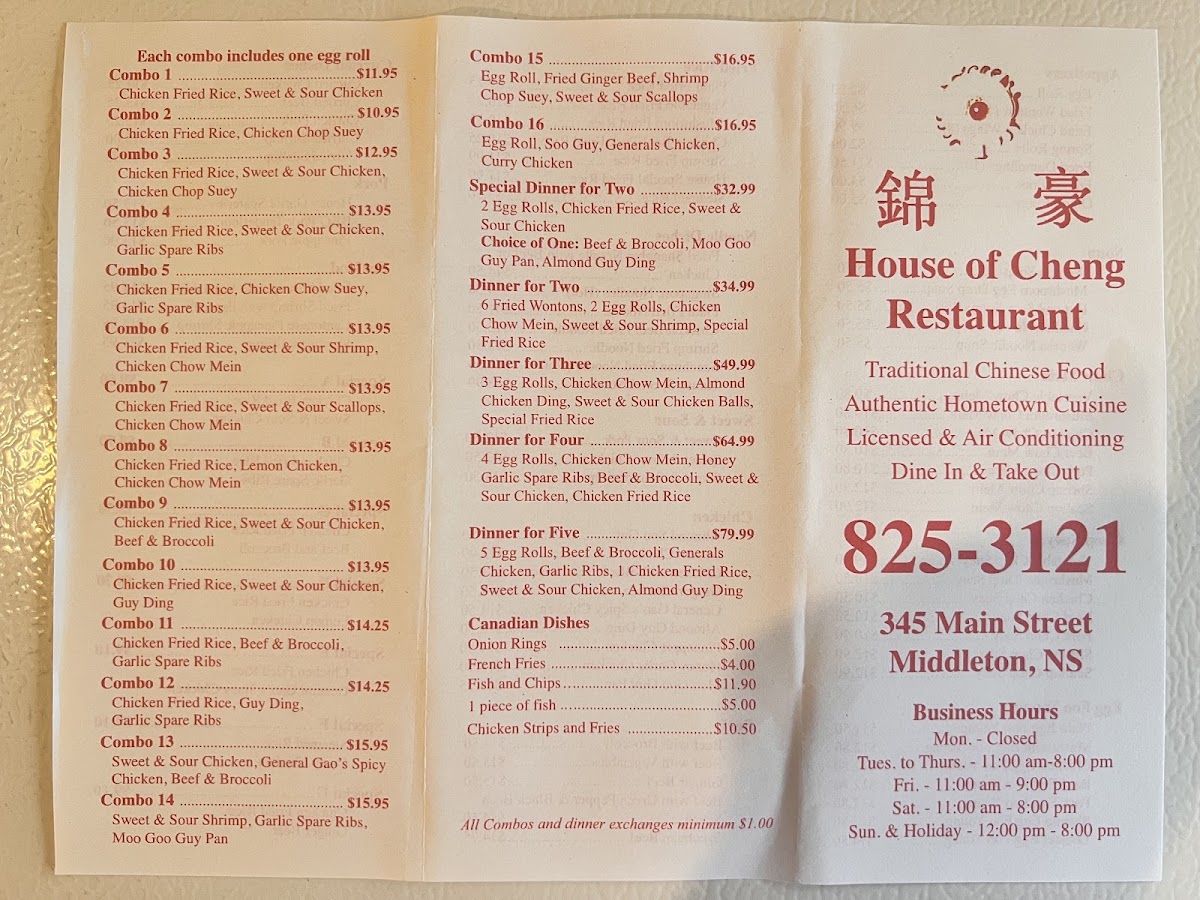 Each combo includes one egg roll
Combo 1 ........................................$11.95
Chicken Fried Rice, Sweet & Sour Chicken
Combo 2 ........................................$10.95
Chicken Fried Rice, Chicken Chop Suey
Combo 3 ........................................$12.95
Chicken Fried Rice, Sweet & Sour Chicken,
Chicken Chop Suey
Combo 4 ........................................$13.95
Chicken Fried Rice, Sweet & Sour Chicken,
Garlic Spare Ribs
Combo 5 ........................................$13.95
Chicken Fried Rice, Chicken Chow Suey,
Garlic Spare Ribs
Combo 6 ........................................$13.95
Chicken Fried Rice, Sweet & Sour Shrimp,
Chicken Chow Mein
Combo 7 ........................................$13.95
Chicken Fried Rice, Sweet & Sour Scallops,
Chicken Chow Mein
Combo 8 ........................................$13.95
Chicken Fried Rice, Lemon Chicken,
Chicken Chow Mein
Combo 9 ........................................$13.95
Chicken Fried Rice, Sweet & Sour Chicken,
Beef & Broccoli
Combo 10 ......................................$13.95
Chicken Fried Rice, Sweet & Sour Chicken,
Guy Ding
Combo 11 ......................................$14.25
Chicken Fried Rice, Beef & Broccoli,
Garlic Spare Ribs
Combo 12 ......................................$14.25
Chicken Fried Rice, Guy Ding,
Garlic Spare Ribs
Combo 13 ......................................$15.95
Sweet & Sour Chicken, General Gao's Spicy
Chicken, Beef & Broccoli
Combo 14 ......................................$15.95
Sweet & Sour Shrimp, Garlic Spare Ribs,
Moo Goo Guy Pan
Combo 15 ......................................$16.95
Egg Roll, Fried Ginger Beef, Shrimp
Chop Suey, Sweet & Sour Scallops
Combo 16 ......................................$16.95
Egg Roll, Soo Guy, Generals Chicken,
Curry Chicken
Special Dinner for Two .................$32.99
2 Egg Rolls, Chicken Fried Rice, Sweet &
Sour Chicken
Choice of One: Beef & Broccoli, Moo Goo
Guy Pan, Almond Guy Ding
Dinner for Two ...............................$34.99
6 Fried Wontons, 2 Egg Rolls, Chicken
Chow Mein, Sweet & Sour Shrimp, Special
Fried Rice
Dinner for Three ...........................$49.99
3 Egg Rolls, Chicken Chow Mein, Almond
Chicken Ding, Sweet & Sour Chicken Balls,
Special Fried Rice
Dinner for Four .............................$64.99
4 Egg Rolls, Chicken Chow Mein, Honey
Garlic Spare Ribs, Beef & Broccoli, Sweet &
Sour Chicken, Chicken Fried Rice
Dinner for Five ..............................$79.99
5 Egg Rolls, Beef & Broccoli, Generals
Chicken, Garlic Ribs, 1 Chicken Fried Rice,
Sweet & Sour Chicken, Almond Guy Ding
Canadian Dishes
Onion Rings ......................................$5.00
French Fries ......................................$4.00
Fish and Chips...................................$11.90
1 piece of fish ....................................$5.00
Chicken Strips and Fries ....................$10.50
All Combos and dinner exchanges minimum $1.00
錦 豪
House of Cheng
Restaurant
Traditional Chinese Food
Authentic Hometown Cuisine
Licensed & Air Conditioning
Dine In & Take Out
825-3121
345 Main Street
Middleton, NS
Business Hours
Mon. - Closed
Tues. to Thurs. - 11:00 am-8:00 pm
Fri. - 11:00 am - 9:00 pm
Sat. - 11:00 am - 8:00 pm
Sun. & Holiday - 12:00 pm - 8:00 pm